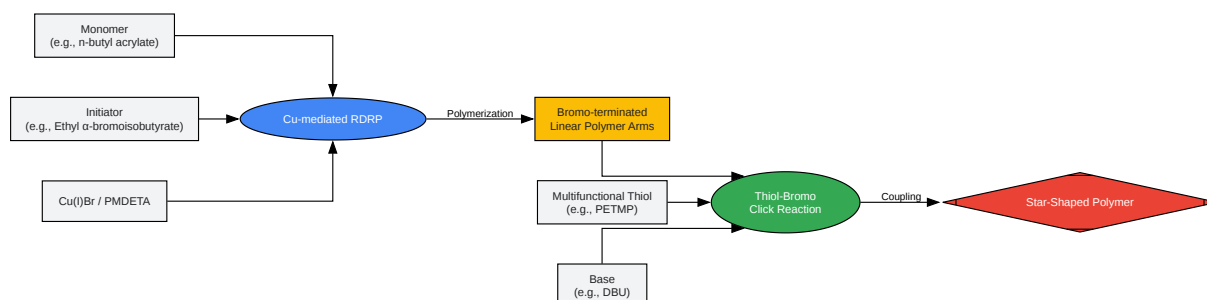 Monomer
(e.g., n-butyl acrylate)
Initiator
(e.g., Ethyl α-bromoisobutyrate)
Cu(I)Br / PMDETA
Cu-mediated RDRP
Polymerization
Bromo-terminated
Linear Polymer Arms
Multifunctional Thiol
(e.g., PETMP)
Base
(e.g., DBU)
Thiol-Bromo
Click Reaction
Coupling
Star-Shaped Polymer